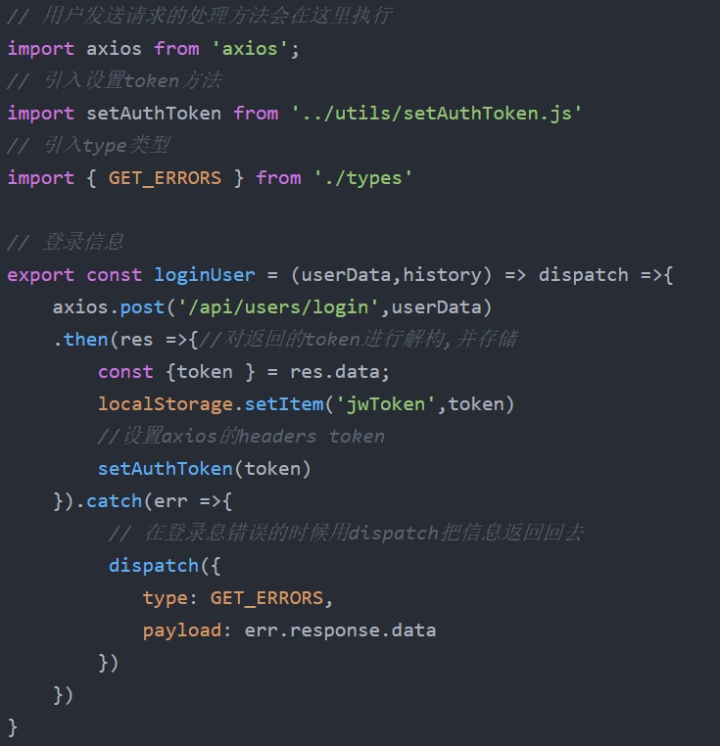 // 用户发送请求的处理方法会在这里执行
import axios from 'axios';
// 引入设置token方法
import setAuthToken from '../utils/setAuthToken.js'
// 引入type类型
import { GET_ERRORS } from './types'
// 登录信息
export const loginUser = (userData,history) => dispatch =>{
    axios.post('/api/users/login',userData)
    .then(res =>{//对返回的token进行解构,并存储
        const {token } = res.data;
        localStorage.setItem('jwToken',token)
        //设置axios的headers token
        setAuthToken(token)
    }).catch(err =>{
         // 在登录息错误的时候用dispatch把信息返回回去
         dispatch({
            type: GET_ERRORS,
            payload: err.response.data
        })
    })
}